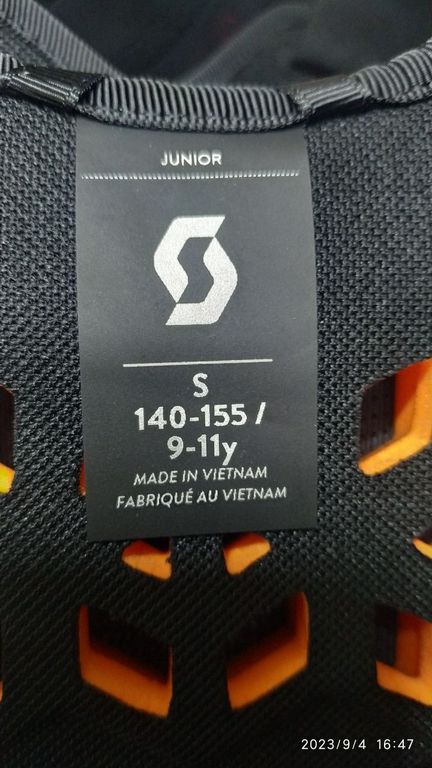 JUNIOR
S
140-155 /
9-11y
MADE IN VIETNAM
FABRIQUÉ AU VIETNAM
2023/9/4 16:47